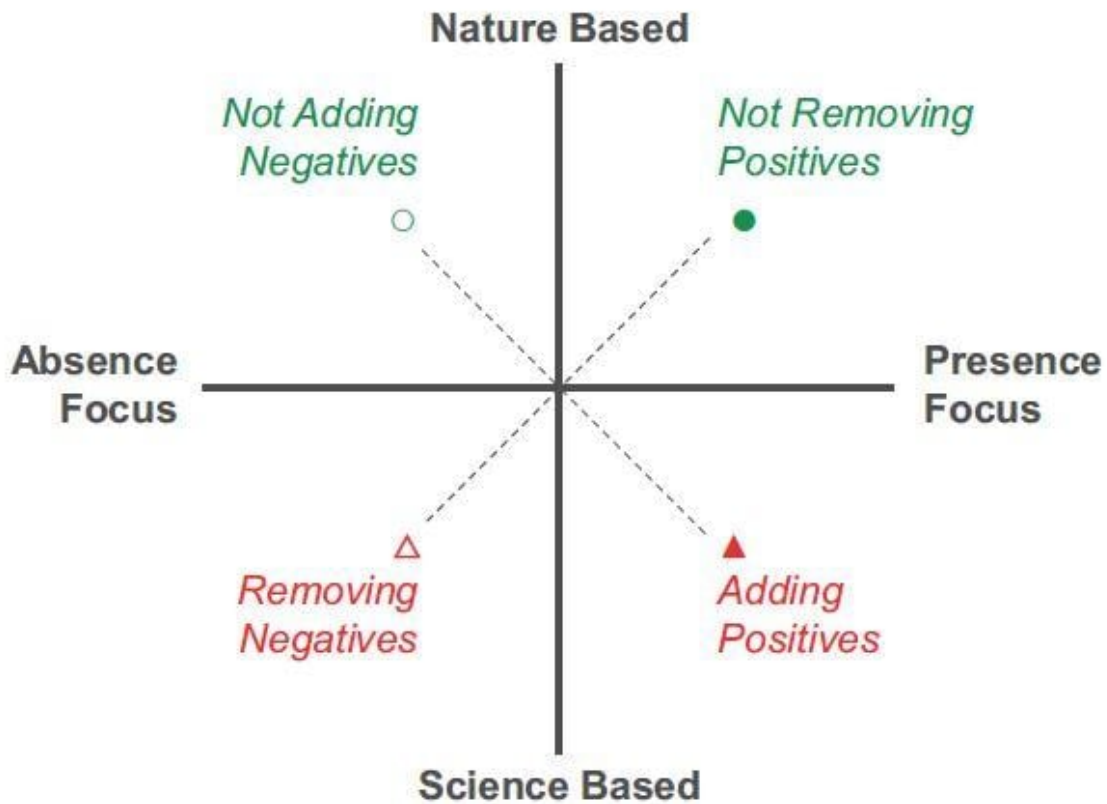 Nature Based
Not Adding
Negatives
Not Removing
Positives
Absence
Focus
Presence
Focus
Removing
Negatives
Adding
Positives
Science Based